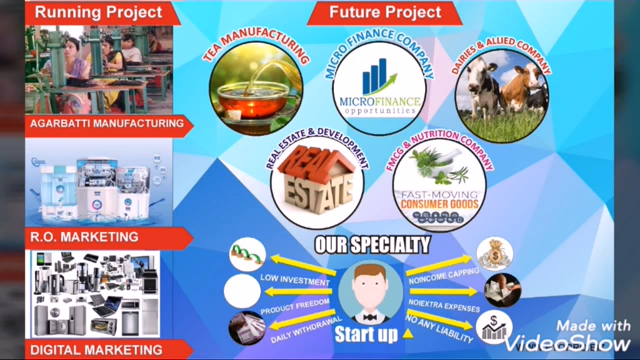 Running Project
Future Project
AGARBATTI MANUFACTURING
R.O. MARKETING
DIGITAL MARKETING
TEA MANUFACTURING
MICRO FINANCE COMPANY
MICROFINANCE
opportunities
DAIRIES & ALLIED COMPANY
REAL ESTATE & DEVELOPMENT
REAL
ESTATE
FMCG & NUTRITION COMPANY
FAST-MOVING
CONSUMER GOODS
OUR SPECIALTY
LOW INVESTMENT
PRODUCT FREEDOM
DAILY WITHDRAWAL
NOINCOME CAPPING
NOIEXTRA EXPENSES
NO ANY LIABILITY
Start up
Made with
VideoShow